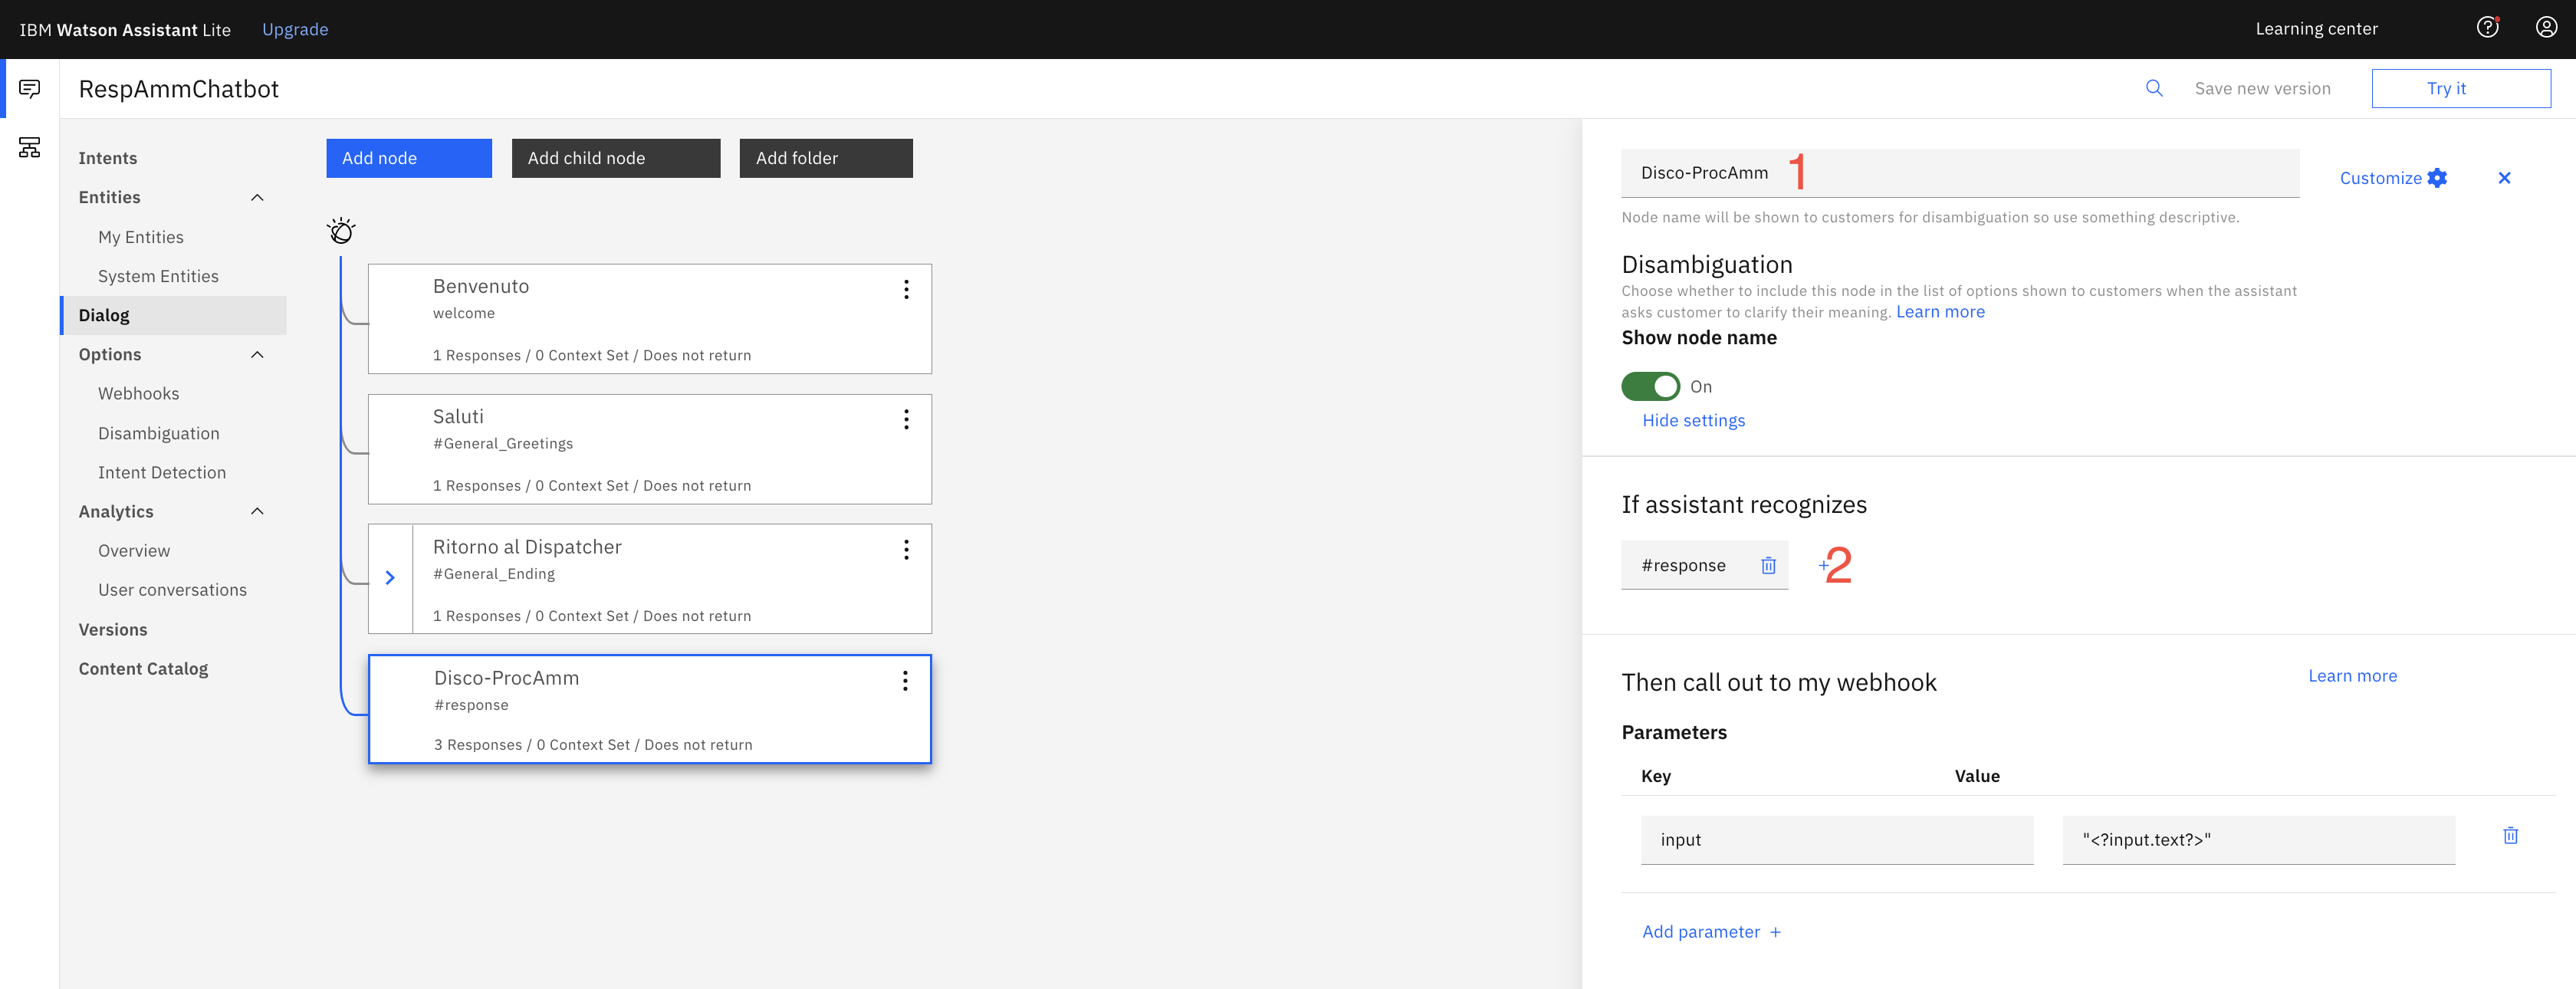 IBM Watson Assistant Lite Upgrade Learning center
RespAmmChatbot Save new version Try it
Intents
Entities
My Entities
System Entities
Dialog
Options
Webhooks
Disambiguation
Intent Detection
Analytics
Overview
User conversations
Versions
Content Catalog
Add node Add child node Add folder
Benvenuto
welcome
1 Responses / 0 Context Set / Does not return
Saluti
#General_Greetings
1 Responses / 0 Context Set / Does not return
Ritorno al Dispatcher
#General_Ending
1 Responses / 0 Context Set / Does not return
Disco-ProcAmm
#response
3 Responses / 0 Context Set / Does not return
Disco-ProcAmm 1 Customize
Node name will be shown to customers for disambiguation so use something descriptive.
Disambiguation
Choose whether to include this node in the list of options shown to customers when the assistant
asks customer to clarify their meaning. Learn more
Show node name
On
Hide settings
If assistant recognizes
#response + 2
Then call out to my webhook Learn more
Parameters
Key Value
input "<?input.text?>"
Add parameter +